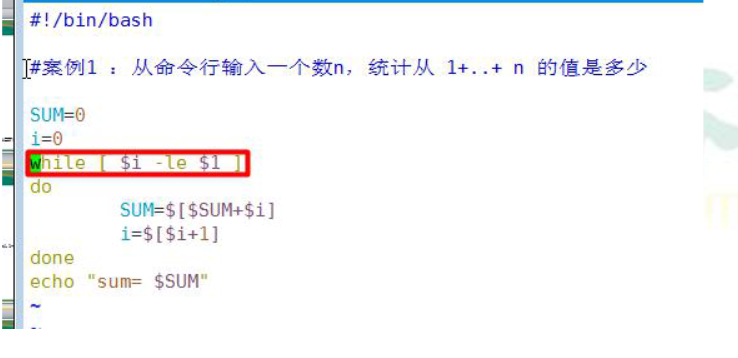 #!/bin/bash
#案例1 : 从命令行输入一个数n, 统计从 1+..+ n 的值是多少
SUM=0
i=0
while [ $i -le $1 ]
do
SUM=$[$SUM+$i]
i=$[$i+1]
done
echo "sum= $SUM"
~